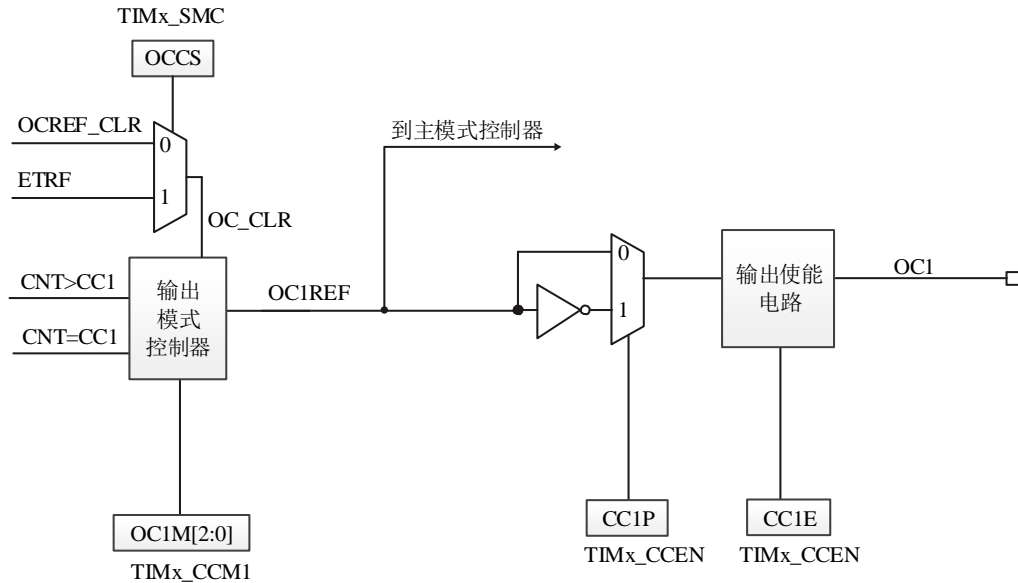 TIMx_SMC
OCCS
OCREF_CLR
0
到主模式控制器
ETRF
1
OC_CLR
CNT>CC1
CNT=CC1
输出
模式
控制器
OC1REF
0
1
输出使能
电路
OC1
OC1M[2:0]
TIMx_CCM1
CC1P
TIMx_CCEN
CC1E
TIMx_CCEN